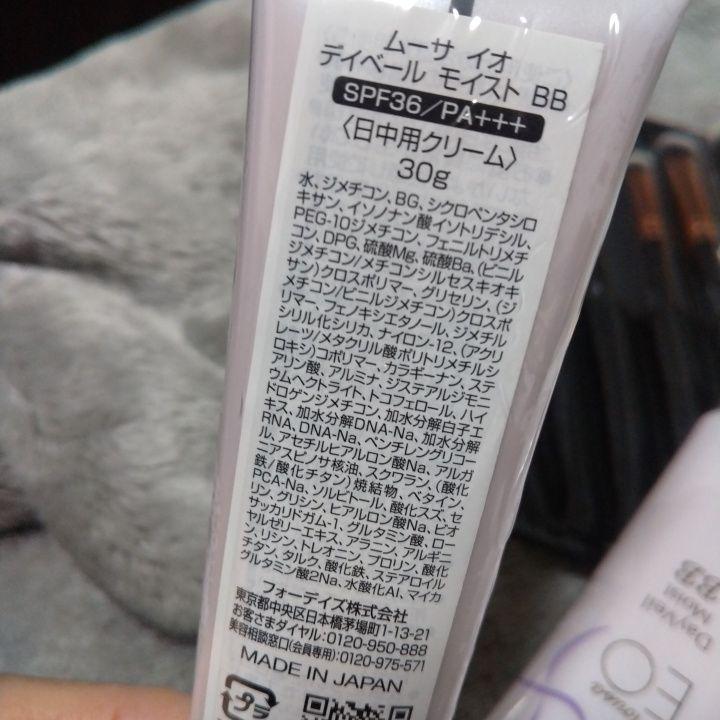 ムーサ イオ
デイベール モイスト BB
SPF36/PA+++
〈日中用クリーム〉
30g
水、ジメチコン、BG、シクロペンタシロ
キサン、イソノナン酸イソトリデシル、
PEG-10ジメチコン、フェニルトリメチ
コン、DPG、硫酸Mg、硫酸Ba、(ビニル
ジメチコン/メチコンシルセスキオキ
サン)クロスポリマー、グリセリン、(ジ
メチコン/ビニルジメチコン)クロスポ
リマー、フェノキシエタノール、ジメチル
シリル化シリカ、ナイロン-12、(アクリ
レーツ/メタクリル酸ポリトリメチルシ
ロキシ)コポリマー、カラギーナン、ステ
アリン酸、アルミナ、ジステアルジモニ
ウムヘクトライト、トコフェロール、ハイ
ドロゲンジメチコン、加水分解白子エ
キス、加水分解DNA-Na、加水分解
RNA、DNA-Na、ペンチレングリコー
ル、アセチルヒアルロン酸Na、アルガ
ニアスピノサ核油、スクワラン、(酸化
鉄/酸化チタン)焼結物、ベタイン、
PCA-Na、ソルビトール、酸化スズ、セ
リン、グリシン、ヒアルロン酸Na、ビオ
サッカリドガム-1、グルタミン酸、ロー
ヤルゼリーエキス、アラニン、アルギニ
ン、リシン、トレオニン、プロリン、酸化
チタン、タルク、酸化鉄、ステアロイル
グルタミン酸2Na、水酸化Al、マイカ
フォーデイズ株式会社
東京都中央区日本橋茅場町1-13-21
お客さまダイヤル:0120-950-888
美容相談窓口(会員専用):0120-975-571
MADE IN JAPAN
プラ
DayVeil
Moist
BB